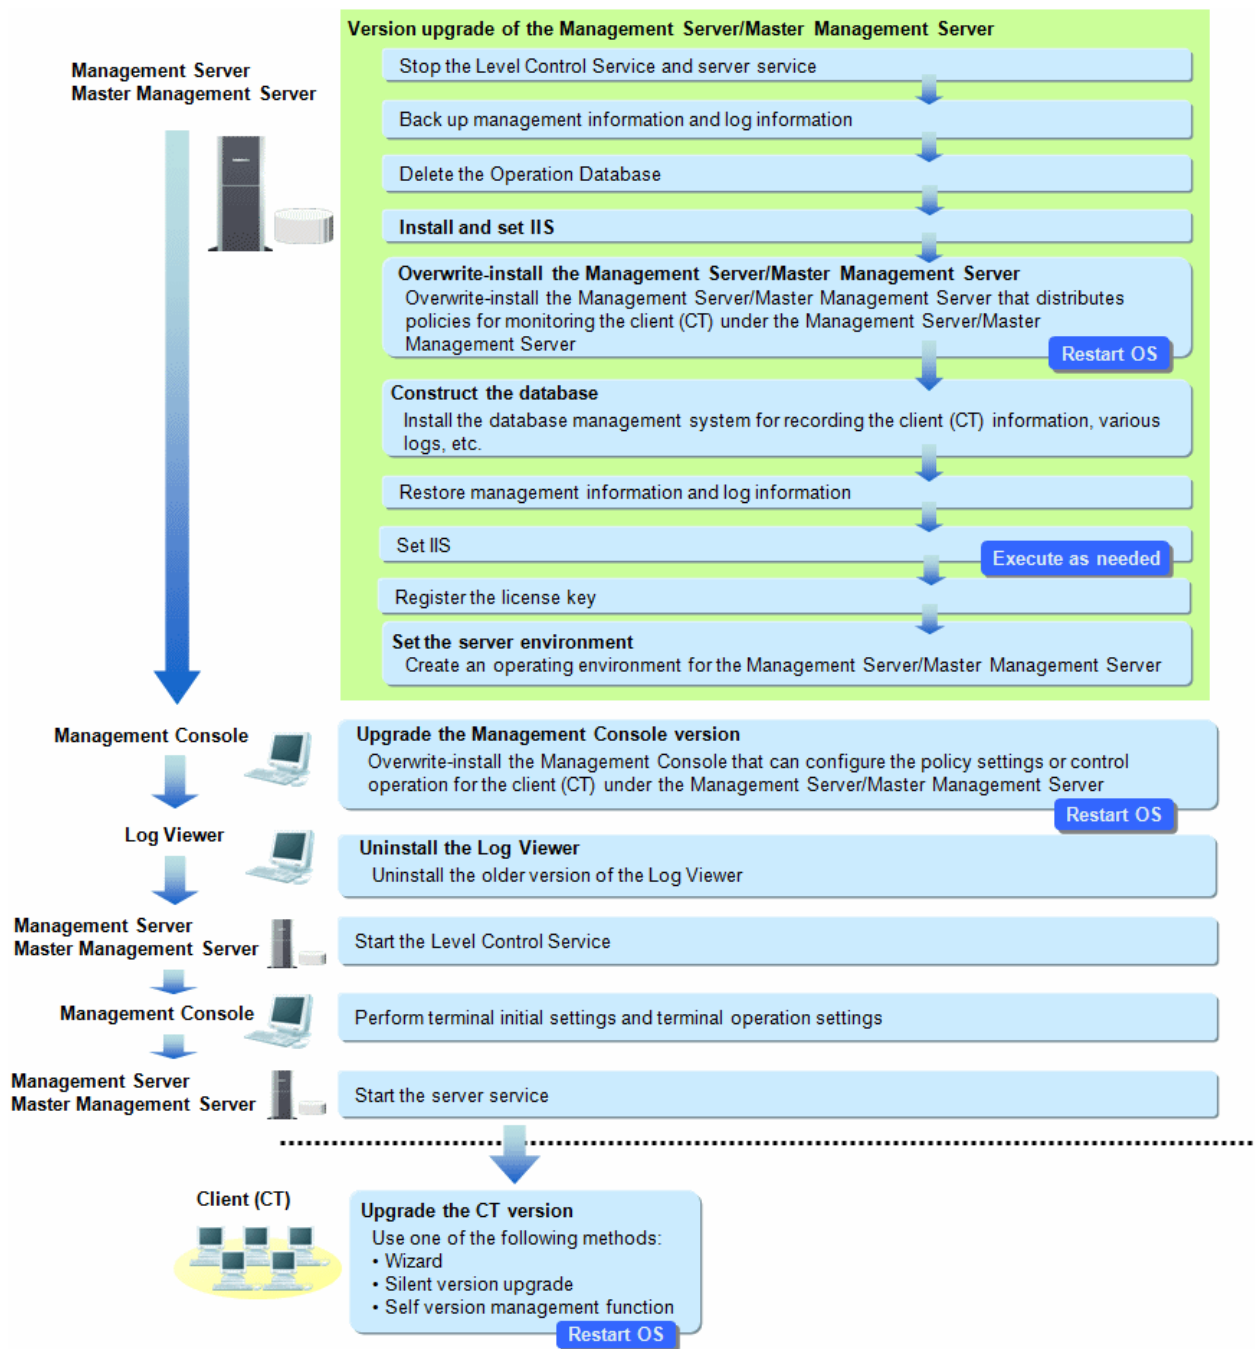 Version upgrade of the Management Server/Master Management Server
Management Server
Master Management Server
Stop the Level Control Service and server service
Back up management information and log information
Delete the Operation Database
Install and set IIS
Overwrite-install the Management Server/Master Management Server
Overwrite-install the Management Server/Master Management Server that distributes
policies for monitoring the client (CT) under the Management Server/Master
Management Server
Restart OS
Construct the database
Install the database management system for recording the client (CT) information, various
logs, etc.
Restore management information and log information
Set IIS
Execute as needed
Register the license key
Set the server environment
Create an operating environment for the Management Server/Master Management Server
Management Console
Upgrade the Management Console version
Overwrite-install the Management Console that can configure the policy settings or control
operation for the client (CT) under the Management Server/Master Management Server
Restart OS
Log Viewer
Uninstall the Log Viewer
Uninstall the older version of the Log Viewer
Management Server
Master Management Server
Start the Level Control Service
Management Console
Perform terminal initial settings and terminal operation settings
Management Server
Master Management Server
Start the server service
Client (CT)
Upgrade the CT version
Use one of the following methods:
• Wizard
• Silent version upgrade
• Self version management function
Restart OS